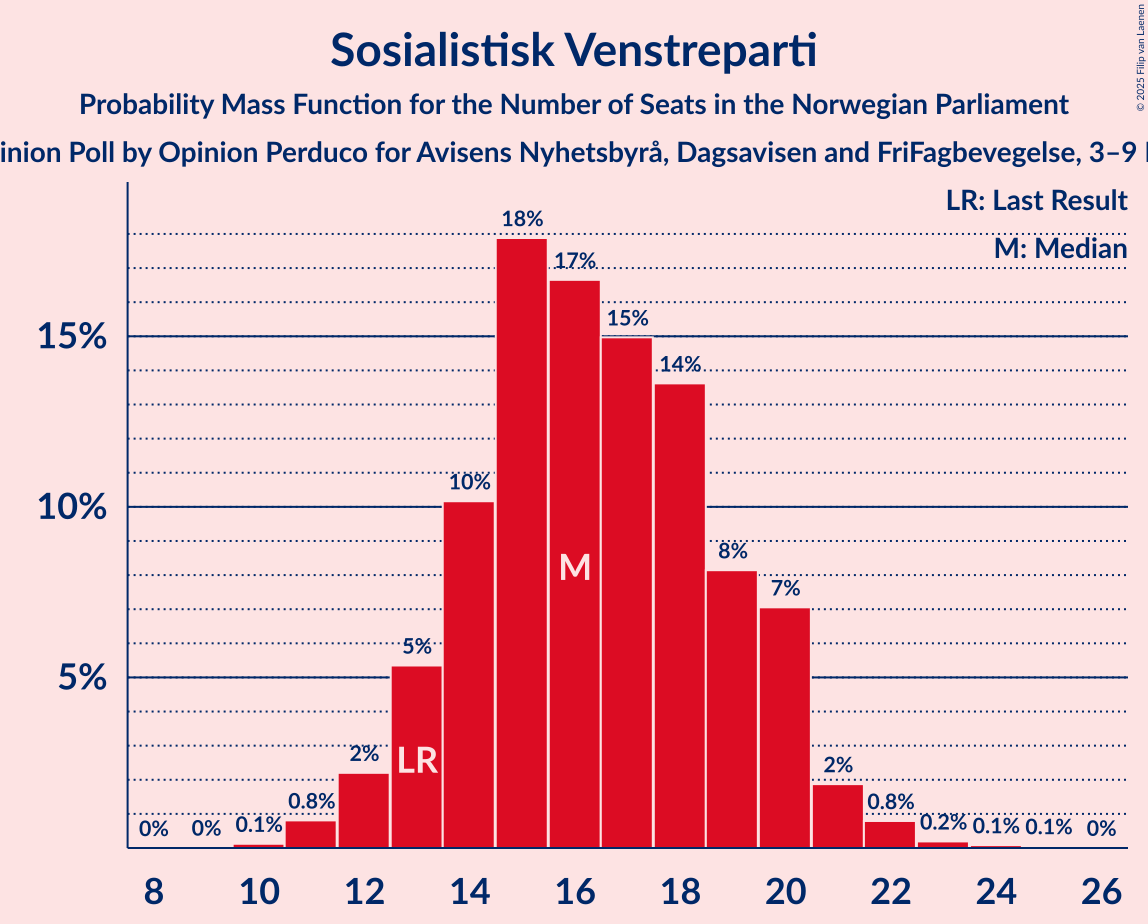 Sosialistisk Venstreparti
Probability Mass Function for the Number of Seats in the Norwegian Parliament
Poll by Opinion Perduco for Avisens Nyhetsbyrå, Dagsavisen and FriFagbevegelse, 3–9
© 2025 Filip van Laenen
LR: Last Result
M: Median
18%
17%
15%
15%
14%
10%
10%
M
8%
7%
5%
5%
LR
2%
2%
0.8%
0.8%
0% 0% 0.1% 0.2% 0.1% 0.1% 0%
8 10 12 14 16 18 20 22 24 26